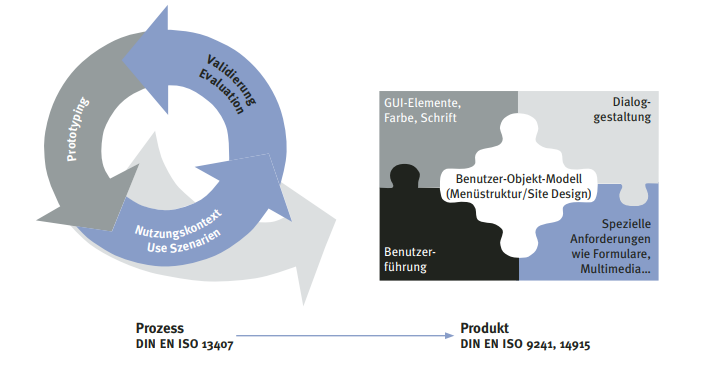 Validierung
Evaluation
Prototyping
Nutzungskontext
Use Szenarien
GUI-Elemente,
Farbe, Schrift
Dialog-
gestaltung
Benutzer-Objekt-Modell
(Menüstruktur/Site Design)
Benutzer-
führung
Spezielle
Anforderungen
wie Formulare,
Multimedia...
Prozess
DIN EN ISO 13407
Produkt
DIN EN ISO 9241, 14915